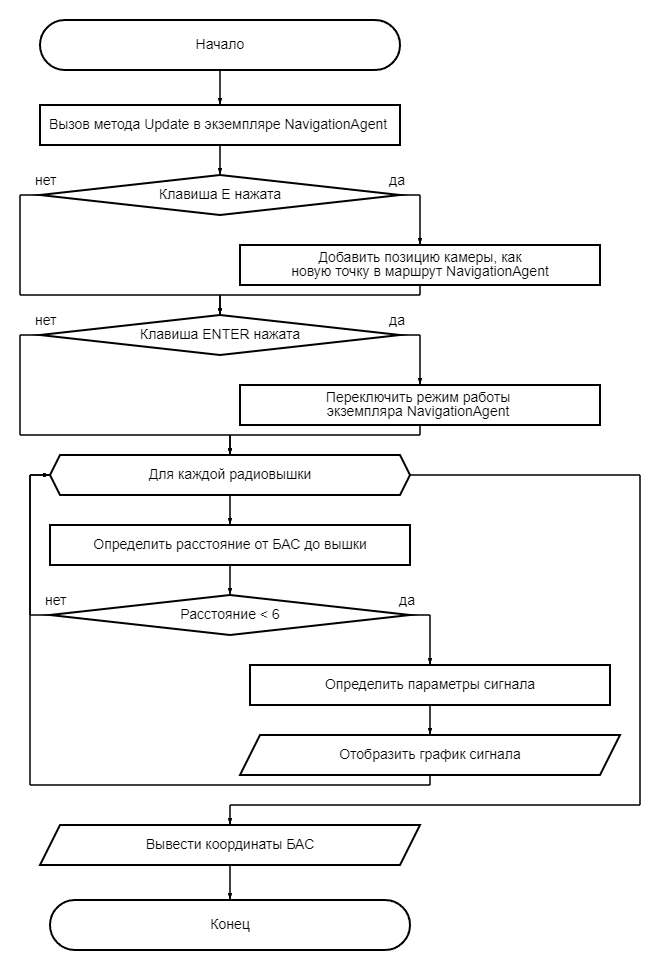 Начало
Вызов метода Update в экземпляре NavigationAgent
нет
да
Клавиша E нажата
Добавить позицию камеры, как
новую точку в маршрут NavigationAgent
нет
да
Клавиша ENTER нажата
Переключить режим работы
экземпляра NavigationAgent
Для каждой радиовышки
Определить расстояние от БАС до вышки
нет
да
Расстояние < 6
Определить параметры сигнала
Отобразить график сигнала
Вывести координаты БАС
Конец